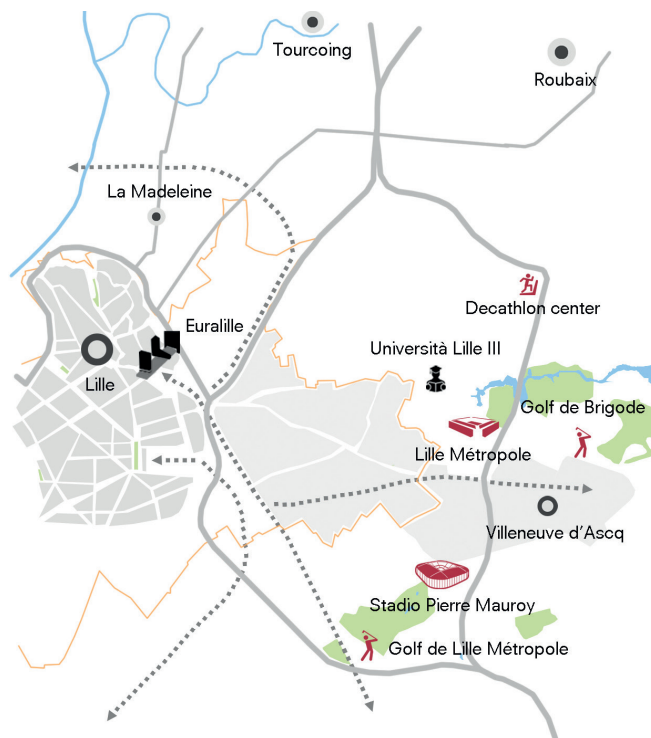 Tourcoing
Roubaix
La Madeleine
Decathlon center
Euralille
Università Lille III
Lille
Golf de Brigode
Lille Métropole
Villeneuve d'Ascq
Stadio Pierre Mauroy
Golf de Lille Métropole